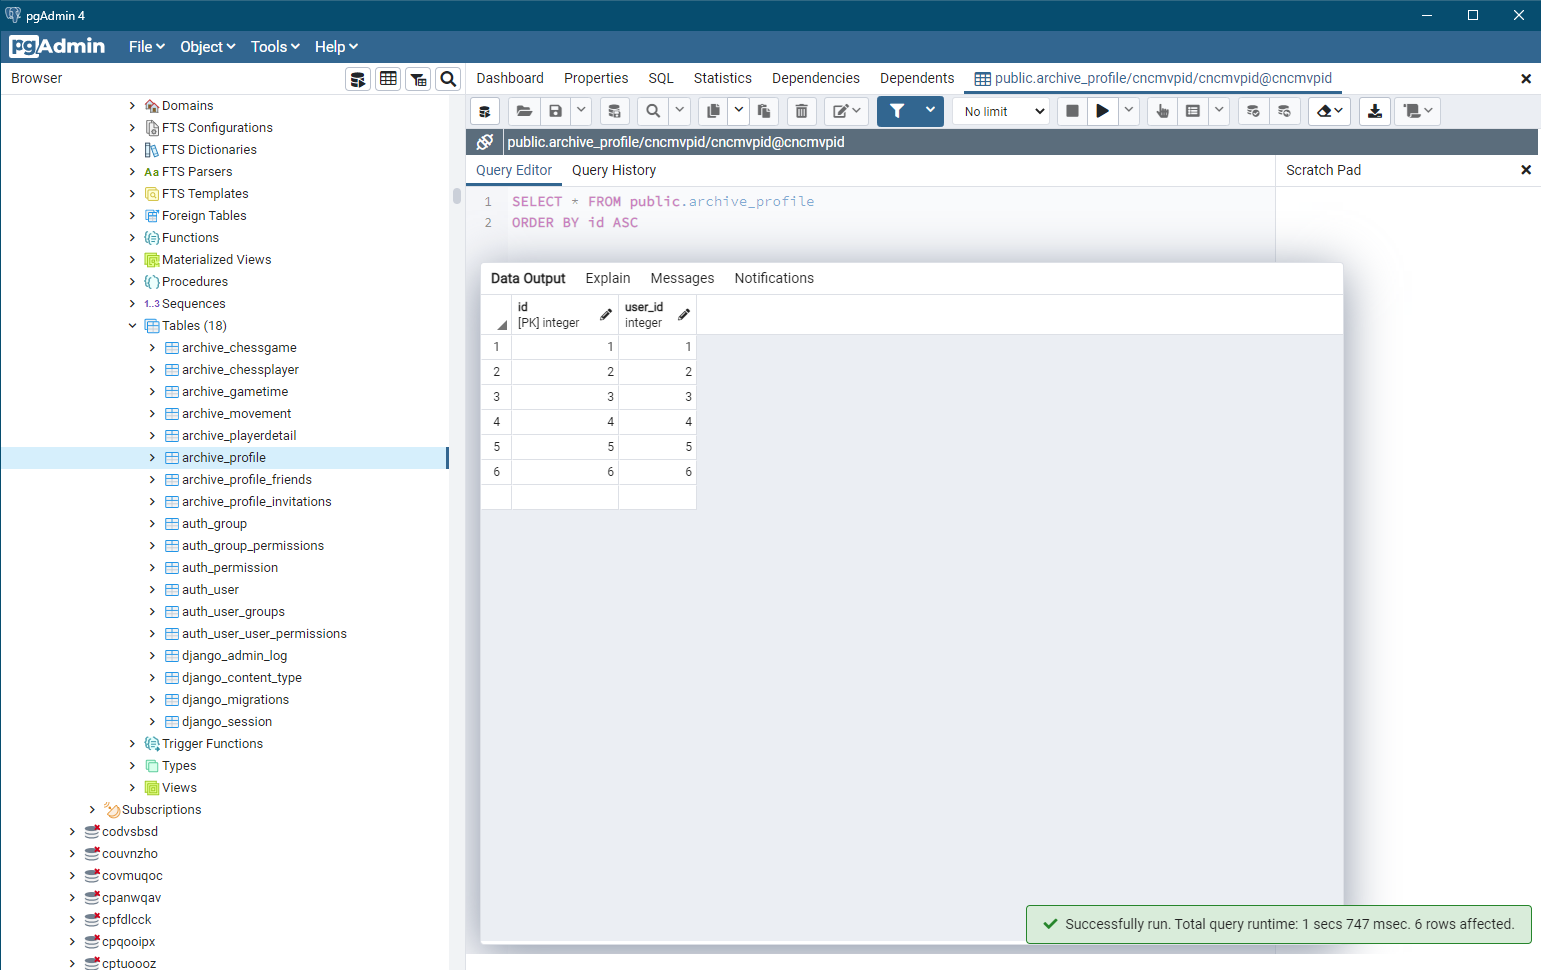 pgAdmin 4
pgAdmin File Object Tools Help
Browser
Dashboard Properties SQL Statistics Dependencies Dependents public.archive_profile/cncmvpid/cncmvpid@cncmvpid
No limit
public.archive_profile/cncmvpid/cncmvpid@cncmvpid
Query Editor Query History
Scratch Pad
1 SELECT * FROM public.archive_profile
2 ORDER BY id ASC
Data Output Explain Messages Notifications
id user_id
[PK] integer integer
1 1 1
2 2 2
3 3 3
4 4 4
5 5 5
6 6 6
Domains
FTS Configurations
FTS Dictionaries
Aa FTS Parsers
FTS Templates
Foreign Tables
Functions
Materialized Views
Procedures
1..3 Sequences
Tables (18)
archive_chessgame
archive_chessplayer
archive_gametime
archive_movement
archive_playerdetail
archive_profile
archive_profile_friends
archive_profile_invitations
auth_group
auth_group_permissions
auth_permission
auth_user
auth_user_groups
auth_user_user_permissions
django_admin_log
django_content_type
django_migrations
django_session
Trigger Functions
Types
Views
Subscriptions
codvsbsd
couvnzho
covmuqoc
cpanwqav
cpfdlcck
cpqooipx
cptuoooz
Successfully run. Total query runtime: 1 secs 747 msec. 6 rows affected.